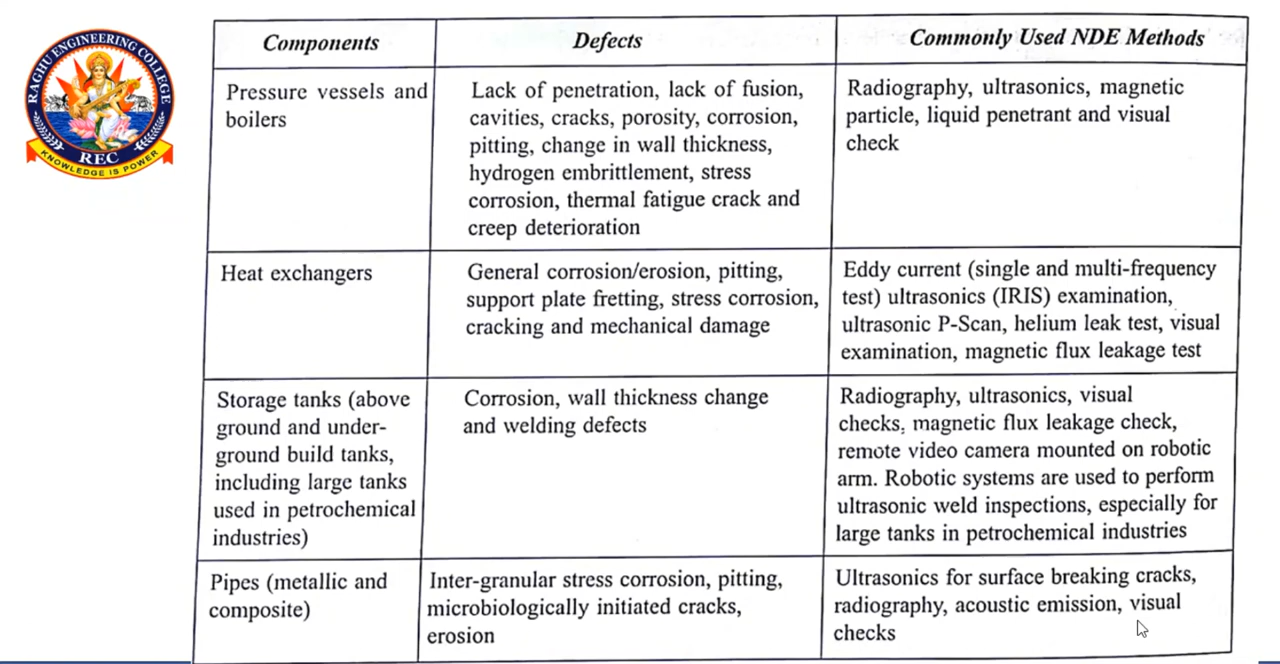 RAGHU ENGINEERING COLLEGE
REC
KNOWLEDGE IS POWER
Components
Defects
Commonly Used NDE Methods
Pressure vessels and
boilers
Lack of penetration, lack of fusion,
cavities, cracks, porosity, corrosion,
pitting, change in wall thickness,
hydrogen embrittlement, stress
corrosion, thermal fatigue crack and
creep deterioration
Radiography, ultrasonics, magnetic
particle, liquid penetrant and visual
check
Heat exchangers
General corrosion/erosion, pitting,
support plate fretting, stress corrosion,
cracking and mechanical damage
Eddy current (single and multi-frequency
test) ultrasonics (IRIS) examination,
ultrasonic P-Scan, helium leak test, visual
examination, magnetic flux leakage test
Storage tanks (above
ground and under-
ground build tanks,
including large tanks
used in petrochemical
industries)
Corrosion, wall thickness change
and welding defects
Radiography, ultrasonics, visual
checks, magnetic flux leakage check,
remote video camera mounted on robotic
arm. Robotic systems are used to perform
ultrasonic weld inspections, especially for
large tanks in petrochemical industries
Pipes (metallic and
composite)
Inter-granular stress corrosion, pitting,
microbiologically initiated cracks,
erosion
Ultrasonics for surface breaking cracks,
radiography, acoustic emission, visual
checks